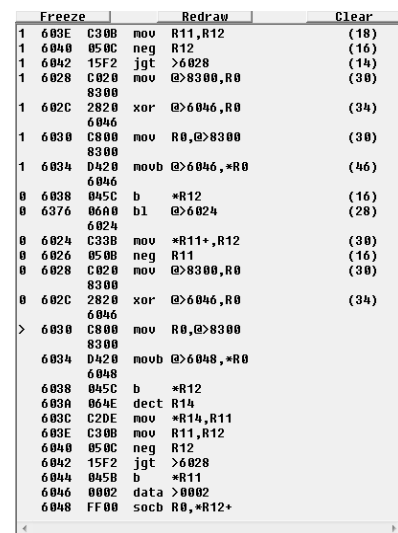 Freeze Redraw Clear
1 603E C30B mov R11,R12 (18)
1 6040 050C neg R12 (16)
1 6042 15F2 jgt >6028 (14)
1 6028 C020 mov @>8300,R0 (30)
8300
1 602C 2820 xor @>6046,R0 (34)
6046
1 6030 C800 mov R0,@>8300 (30)
8300
1 6034 D420 movb @>6046,*R0 (46)
6046
0 6038 045C b *R12 (16)
0 6376 06A0 bl @>6024 (28)
6024
0 6024 C33B mov *R11+,R12 (30)
0 6026 050B neg R11 (16)
0 6028 C020 mov @>8300,R0 (30)
8300
0 602C 2820 xor @>6046,R0 (34)
6046
> 6030 C800 mov R0,@>8300
8300
6034 D420 movb @>6048,*R0
6048
6038 045C b *R12
603A 064E dect R14
603C C2DE mov *R14,R11
603E C30B mov R11,R12
6040 050C neg R12
6042 15F2 jgt >6028
6044 045B b *R11
6046 0002 data >0002
6048 FF00 socb R0,*R12+